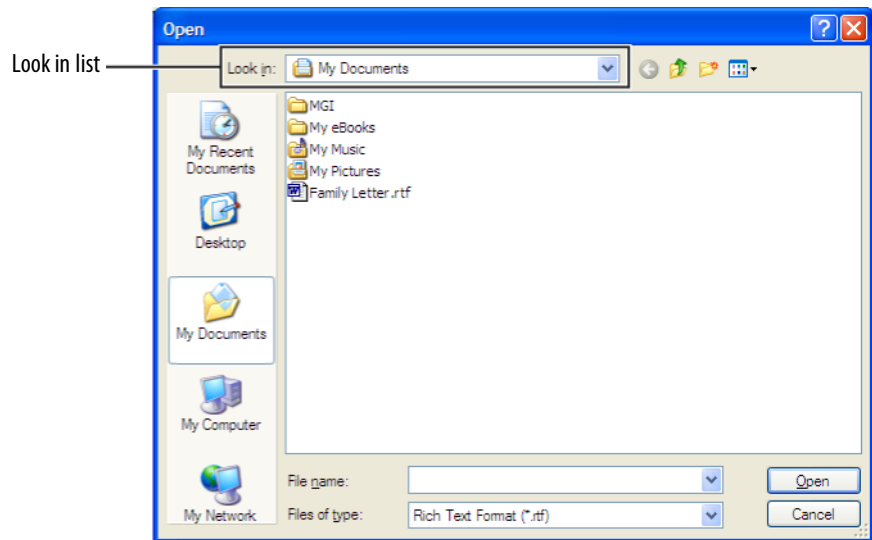 Open
Look in list
Look in: My Documents
MGI
My eBooks
My Music
My Pictures
Family Letter.rtf
My Recent
Documents
Desktop
My Documents
My Computer
My Network
File name:
Open
Files of type: Rich Text Format (*.rtf)
Cancel